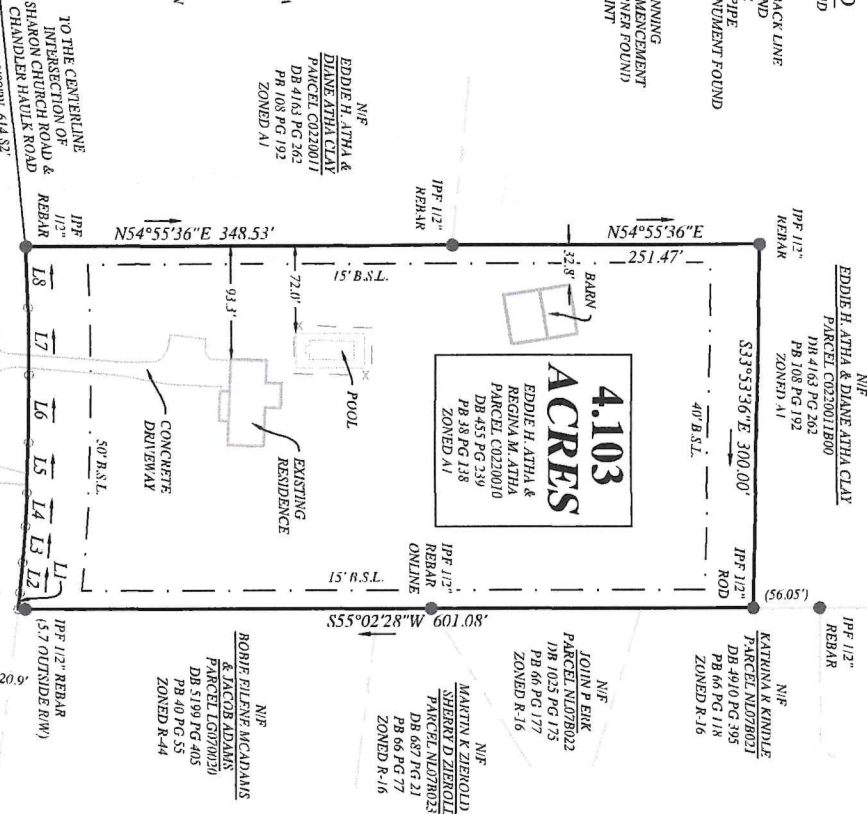 BACK LINE
PIPE
MONUMENT FOUND
TO THE CENTERLINE
INTERSECTION OF
SHARON CHURCH ROAD &
CHANDLER HAULK ROAD
614.82'
N/F
EDDIE H. ATHA &
DIANE ATHA CLAY
PARCEL C0220011
DB 4163 PG 262
PB 108 PG 192
ZONED A1
IPF 1/2"
REBAR
N54°55'36"E 348.53'
IPF 1/2"
REBAR
N54°55'36"E
251.47'
IPF 1/2"
REBAR
N/F
EDDIE H. ATHA & DIANE ATHA CLAY
PARCEL C0220011B00
DB 4163 PG 262
PB 108 PG 192
ZONED A1
S33°53'36"E 300.00'
40' B.S.L.
15' B.S.L.
32.8'
BARN
72.0'
93.3'
POOL
4.103
ACRES
EDDIE H. ATHA &
REGINA M. ATHA
PARCEL C0220010
DB 455 PG 239
PB 38 PG 138
ZONED A1
EXISTING
RESIDENCE
CONCRETE
DRIVEWAY
50' B.S.L.
15' B.S.L.
L8
L7
L6
L5
L4
L3
L2
L1
IPF 1/2"
REBAR
ONLINE
IPF 1/2"
ROD
(56.05')
IPF 1/2"
REBAR
S55°02'28"W 601.08'
IPF 1/2" REBAR
(5.7 OUTSIDE R/W)
20.9'
N/F
KATRINA R KINDLE
PARCEL NL07B021
DB 4910 PG 395
PB 66 PG 118
ZONED R-16
N/F
JOHN P ERK
PARCEL NL07B022
DB 1025 PG 175
PB 66 PG 177
ZONED R-16
N/F
MARTIN K ZIEROLD
SHERRY D ZIEROLD
PARCEL NL07B023
DB 687 PG 21
PB 66 PG 77
ZONED R-16
N/F
BOBIE EILENE MCADAMS
& JACOB ADAMS
PARCEL LG070020
DB 5199 PG 405
PB 40 PG 55
ZONED R-44